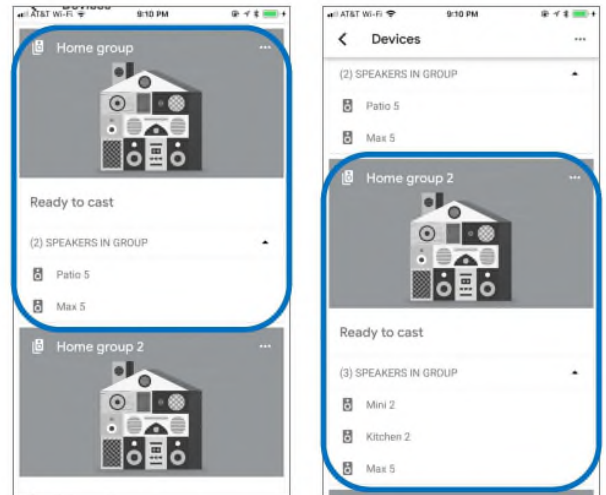 AT&T Wi-Fi 9:10 PM
Devices
Home group
Ready to cast
(2) SPEAKERS IN GROUP
Patio 5
Max 5
Home group 2
AT&T Wi-Fi 9:10 PM
Devices
(2) SPEAKERS IN GROUP
Patio 5
Max 5
Home group 2
Ready to cast
(3) SPEAKERS IN GROUP
Mini 2
Kitchen 2
Max 5